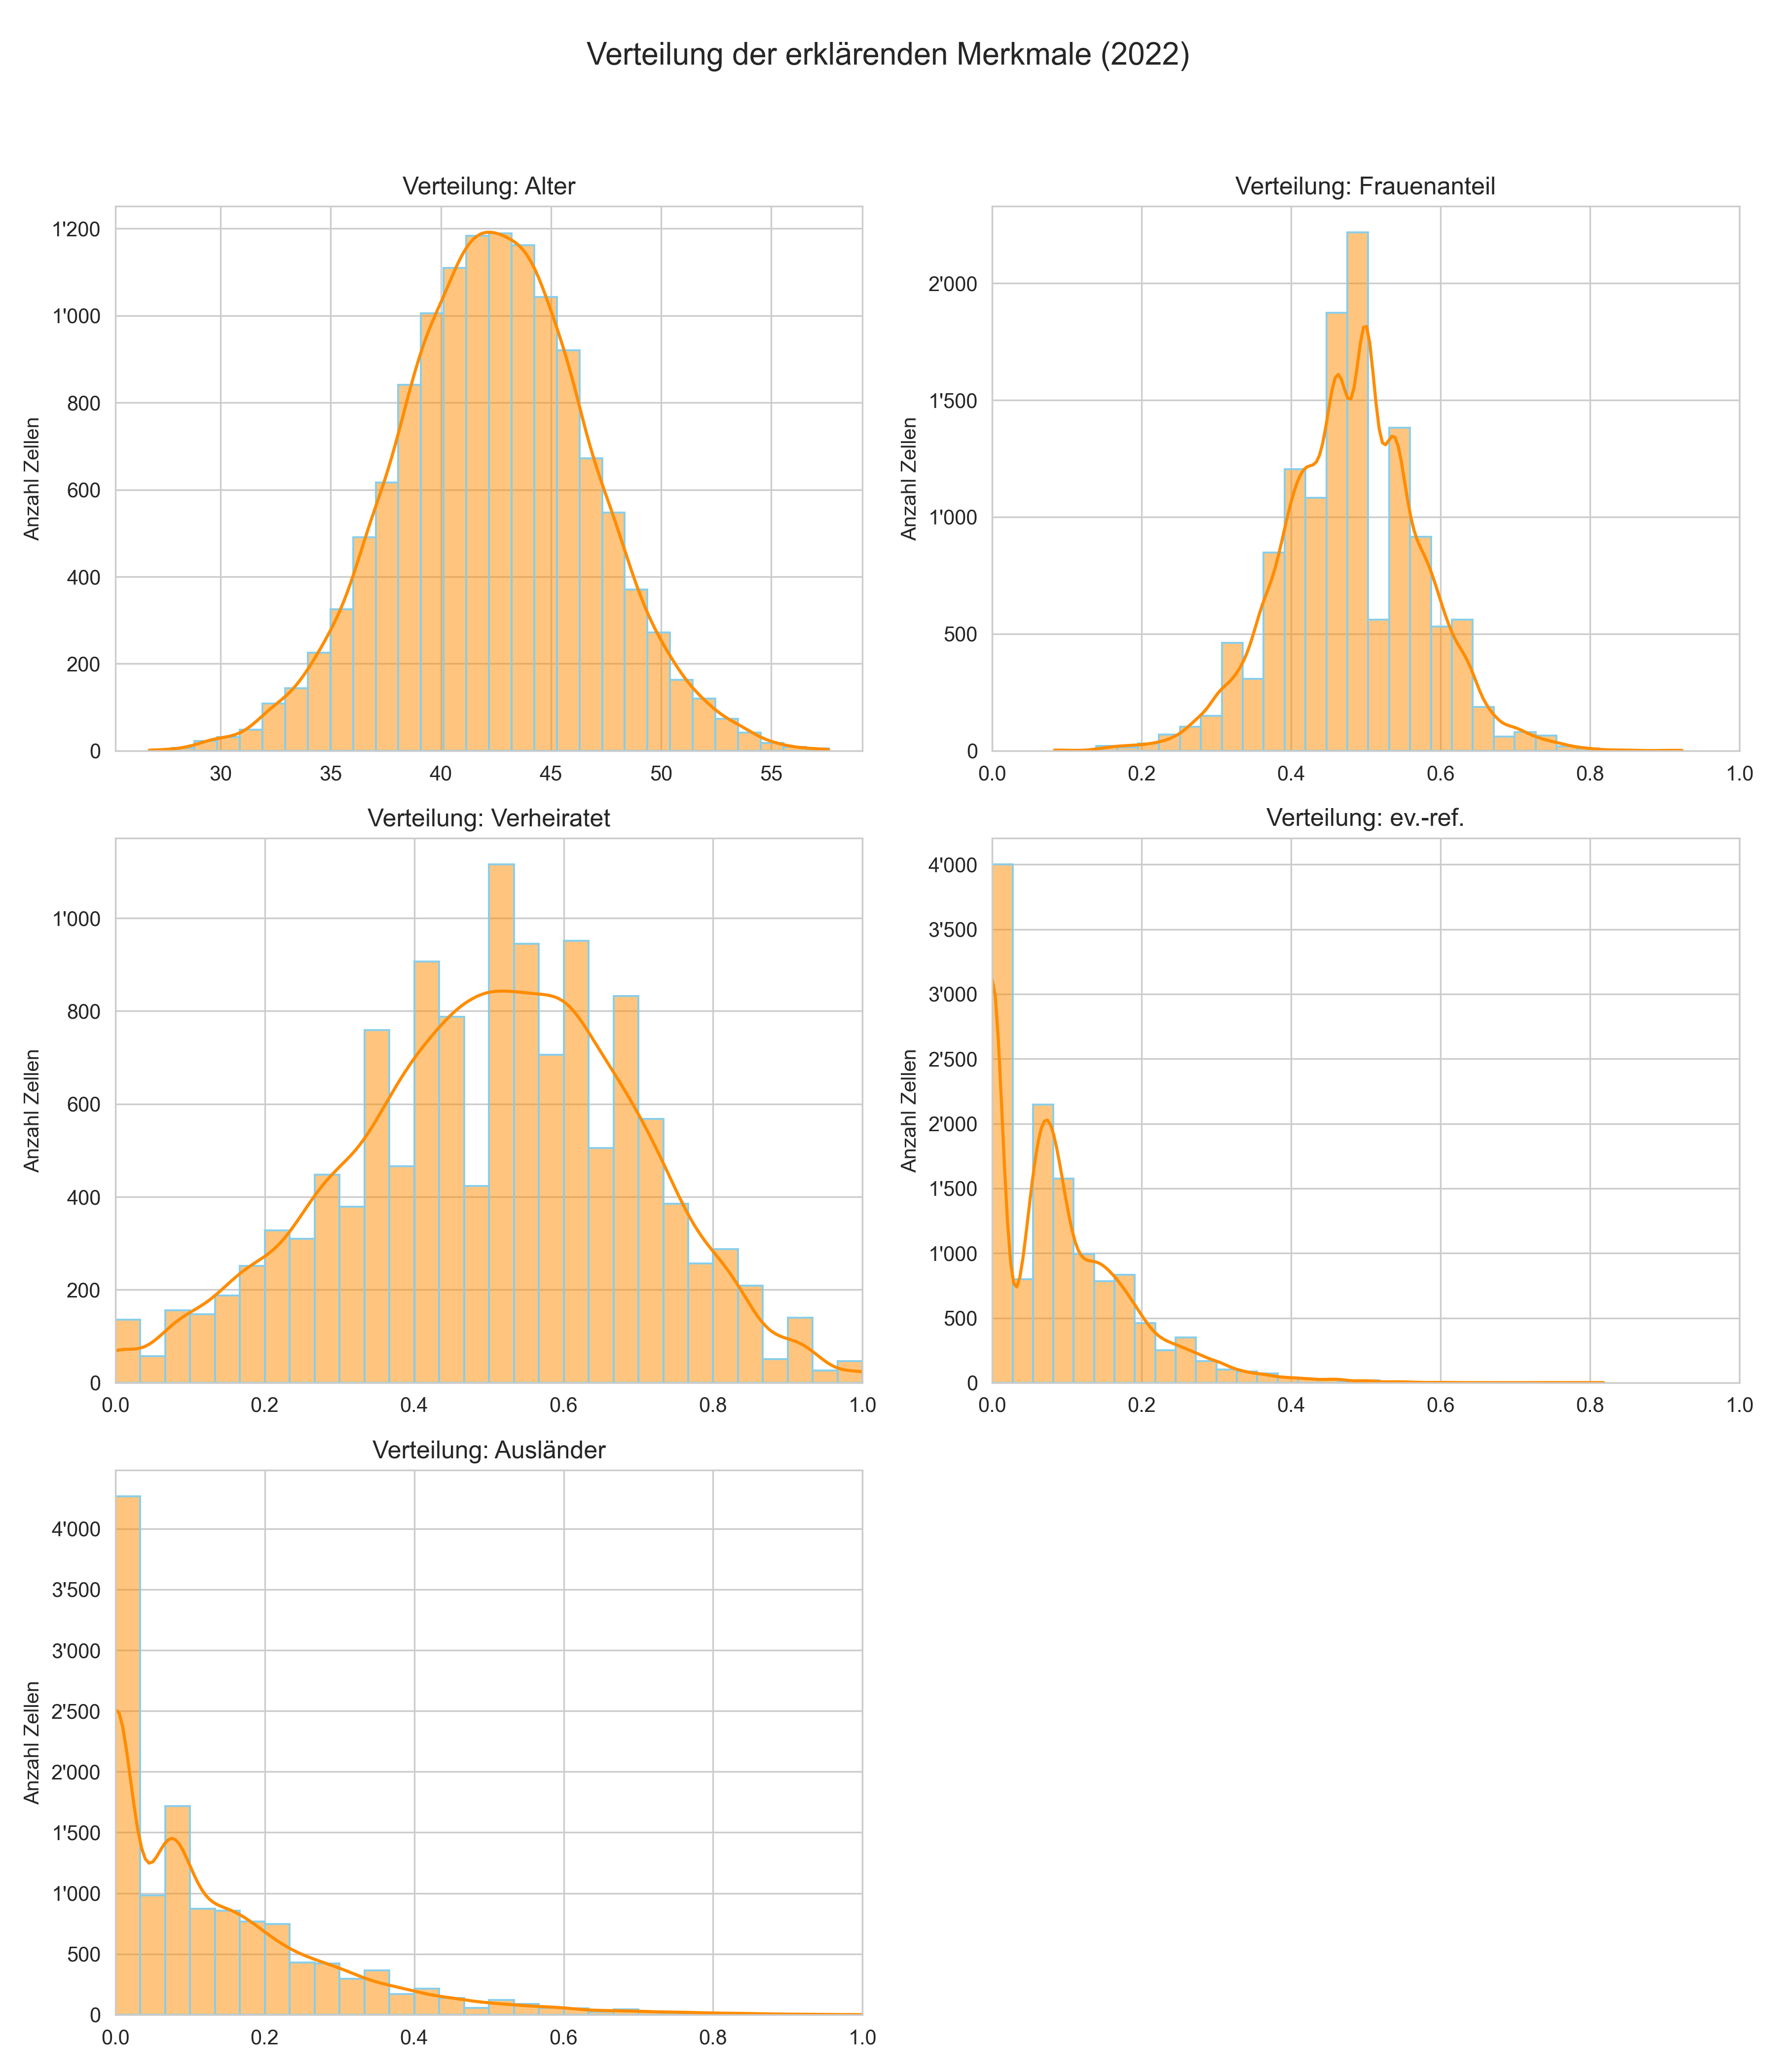 Verteilung der erklärenden Merkmale (2022)
Verteilung: Alter
Anzahl Zellen
1'200
1'000
800
600
400
200
0
30 35 40 45 50 55
Verteilung: Frauenanteil
Anzahl Zellen
2'000
1'500
1'000
500
0
0.0 0.2 0.4 0.6 0.8 1.0
Verteilung: Verheiratet
Anzahl Zellen
1'000
800
600
400
200
0
0.0 0.2 0.4 0.6 0.8 1.0
Verteilung: ev.-ref.
Anzahl Zellen
4'000
3'500
3'000
2'500
2'000
1'500
1'000
500
0
0.0 0.2 0.4 0.6 0.8 1.0
Verteilung: Ausländer
Anzahl Zellen
4'000
3'500
3'000
2'500
2'000
1'500
1'000
500
0
0.0 0.2 0.4 0.6 0.8 1.0